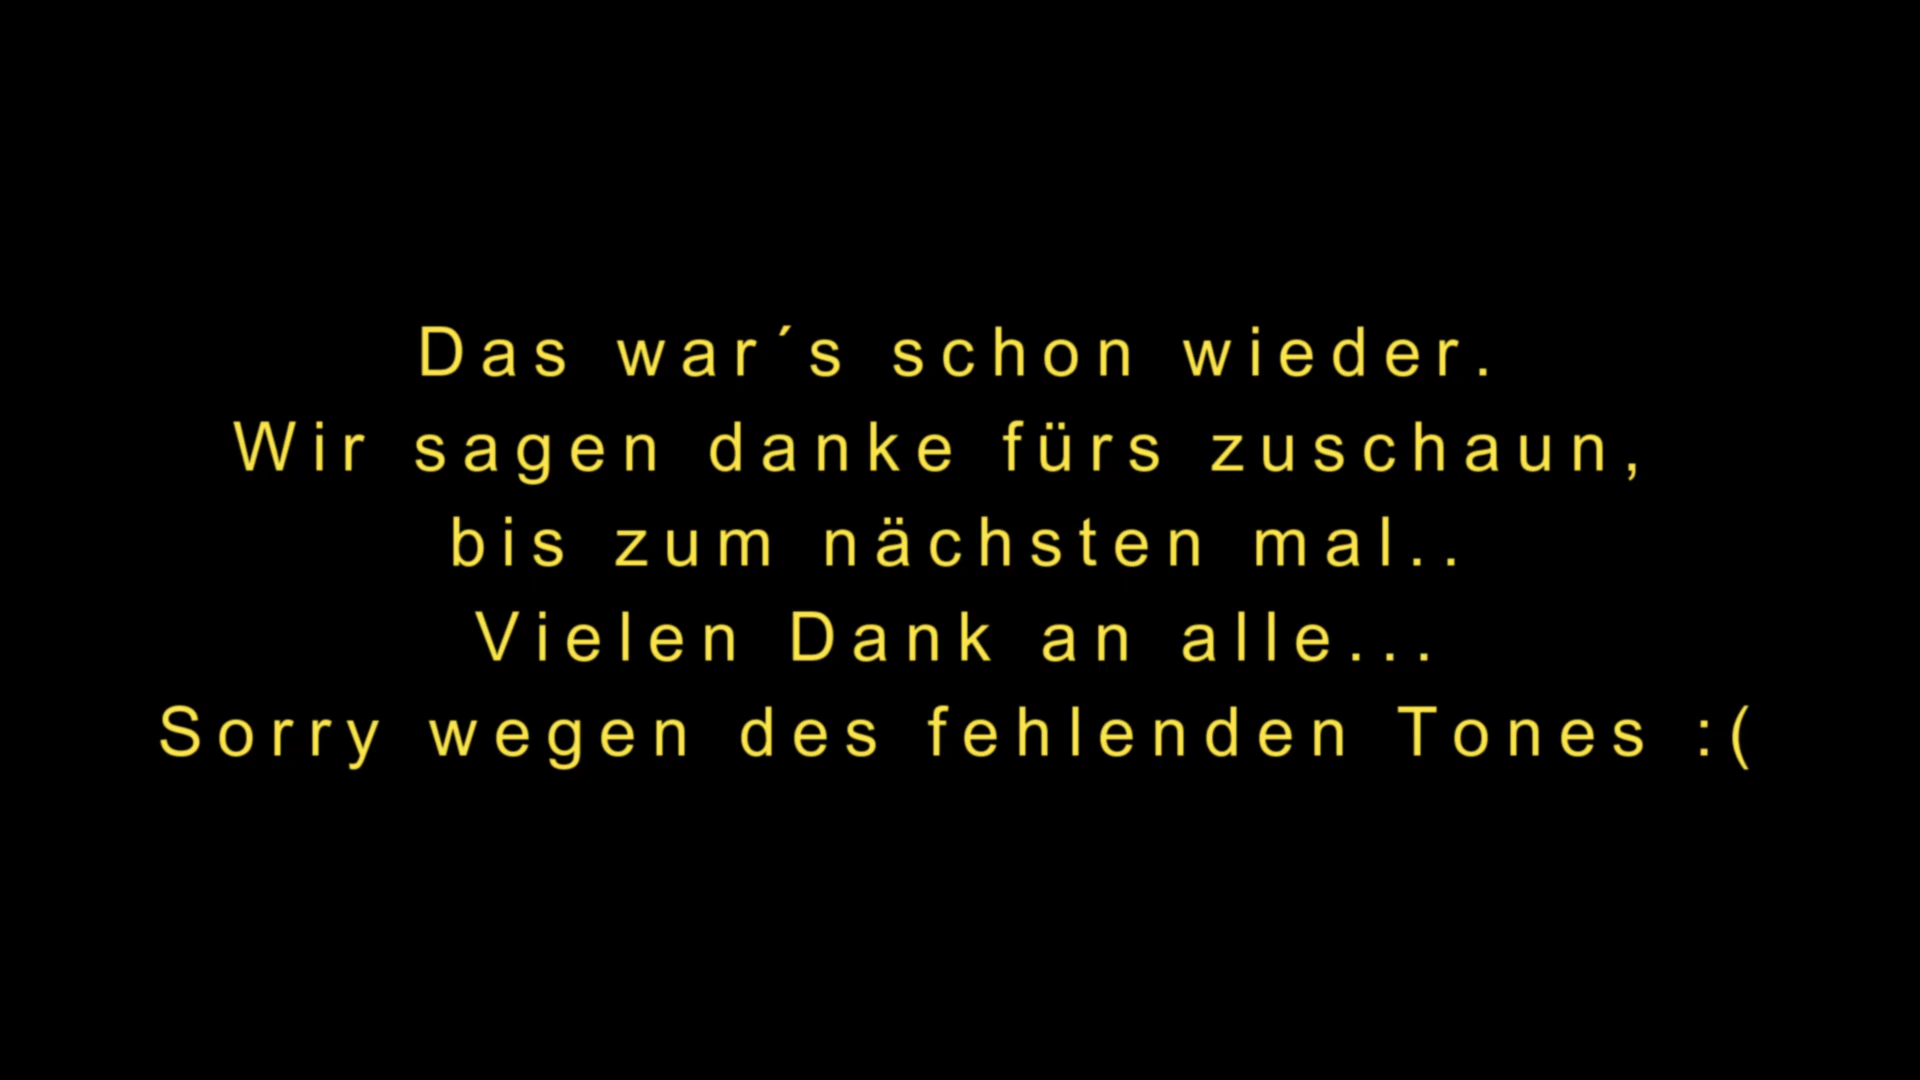 Das war´s schon wieder.
Wir sagen danke fürs zuschaun,
bis zum nächsten mal..
Vielen Dank an alle...
Sorry wegen des fehlenden Tones :(